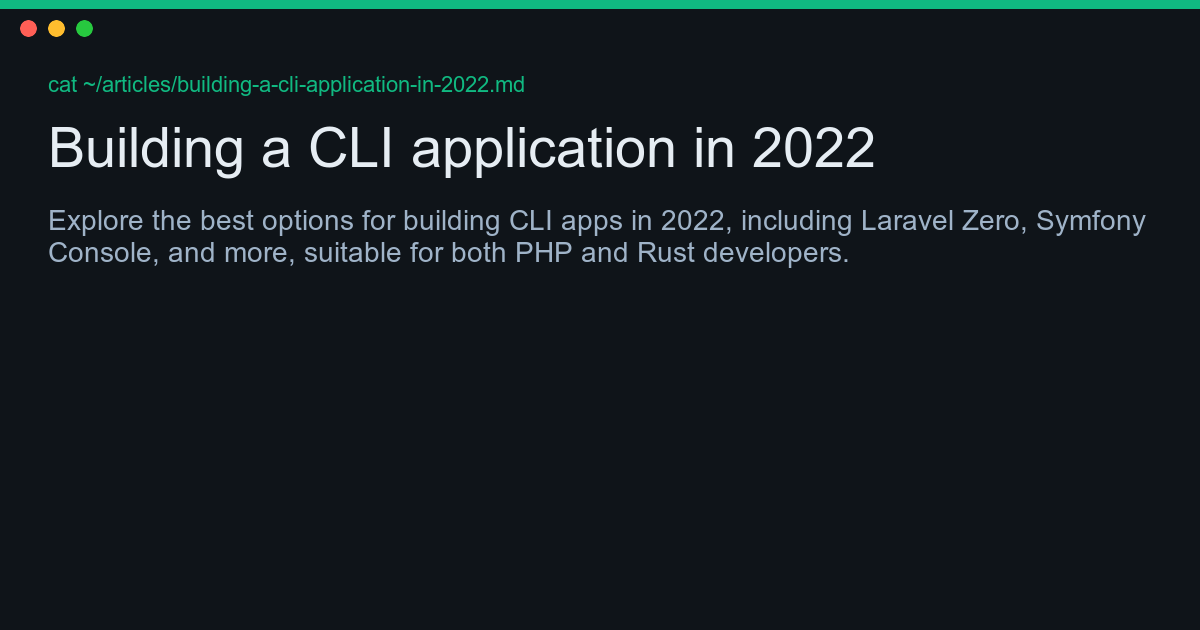 cat ~/articles/building-a-cli-application-in-2022.md
Building a CLI application in 2022
Explore the best options for building CLI apps in 2022, including Laravel Zero, Symfony
Console, and more, suitable for both PHP and Rust developers.